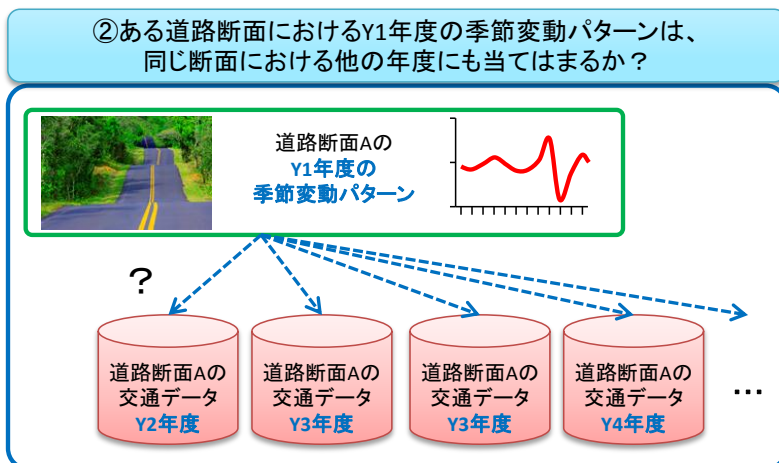 ②ある道路断面におけるY1年度の季節変動パターンは、
同じ断面における他の年度にも当てはまるか？
道路断面Aの
Y1年度の
季節変動パターン
？
道路断面Aの
交通データ
Y2年度
道路断面Aの
交通データ
Y3年度
道路断面Aの
交通データ
Y3年度
道路断面Aの
交通データ
Y4年度
…